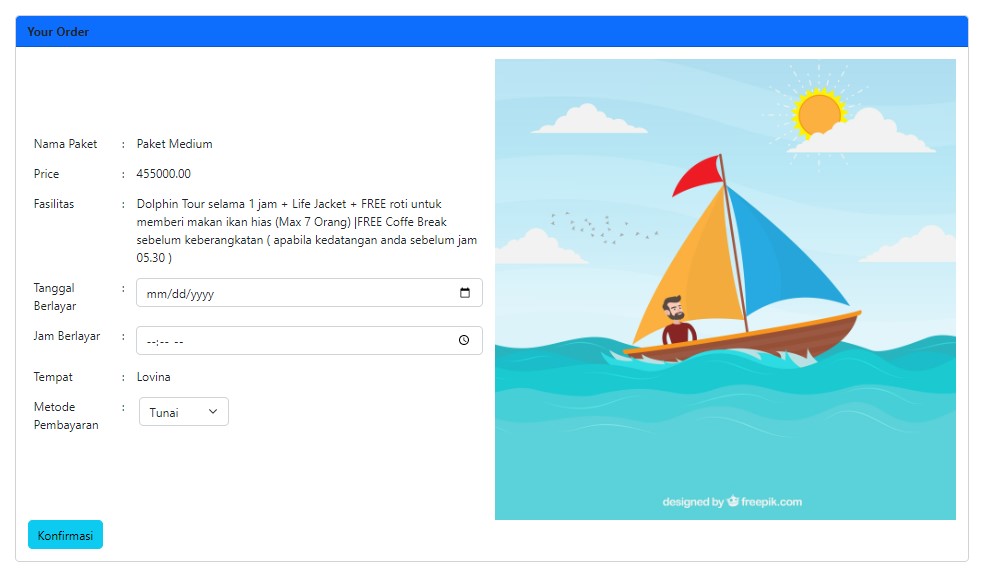 Your Order
Nama Paket : Paket Medium
Price : 455000.00
Fasilitas : Dolphin Tour selama 1 jam + Life Jacket + FREE roti untuk
memberi makan ikan hias (Max 7 Orang) |FREE Coffe Break
sebelum keberangkatan ( apabila kedatangan anda sebelum jam
05.30 )
Tanggal : mm/dd/yyyy
Berlayar
Jam Berlayar : --:-- --
Tempat : Lovina
Metode : Tunai
Pembayaran
designed by freepik.com
Konfirmasi